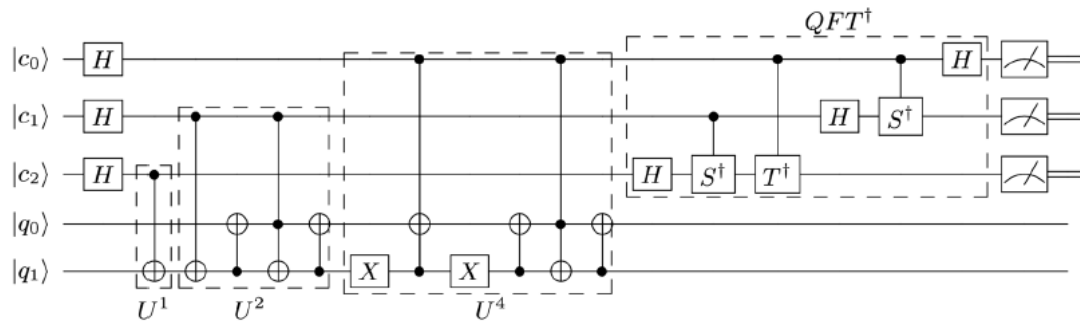 QFT†
|c₀⟩ H H
|c₁⟩ H H S†
|c₂⟩ H H S† T†
|q₀⟩
|q₁⟩ X X
U¹ U² U⁴